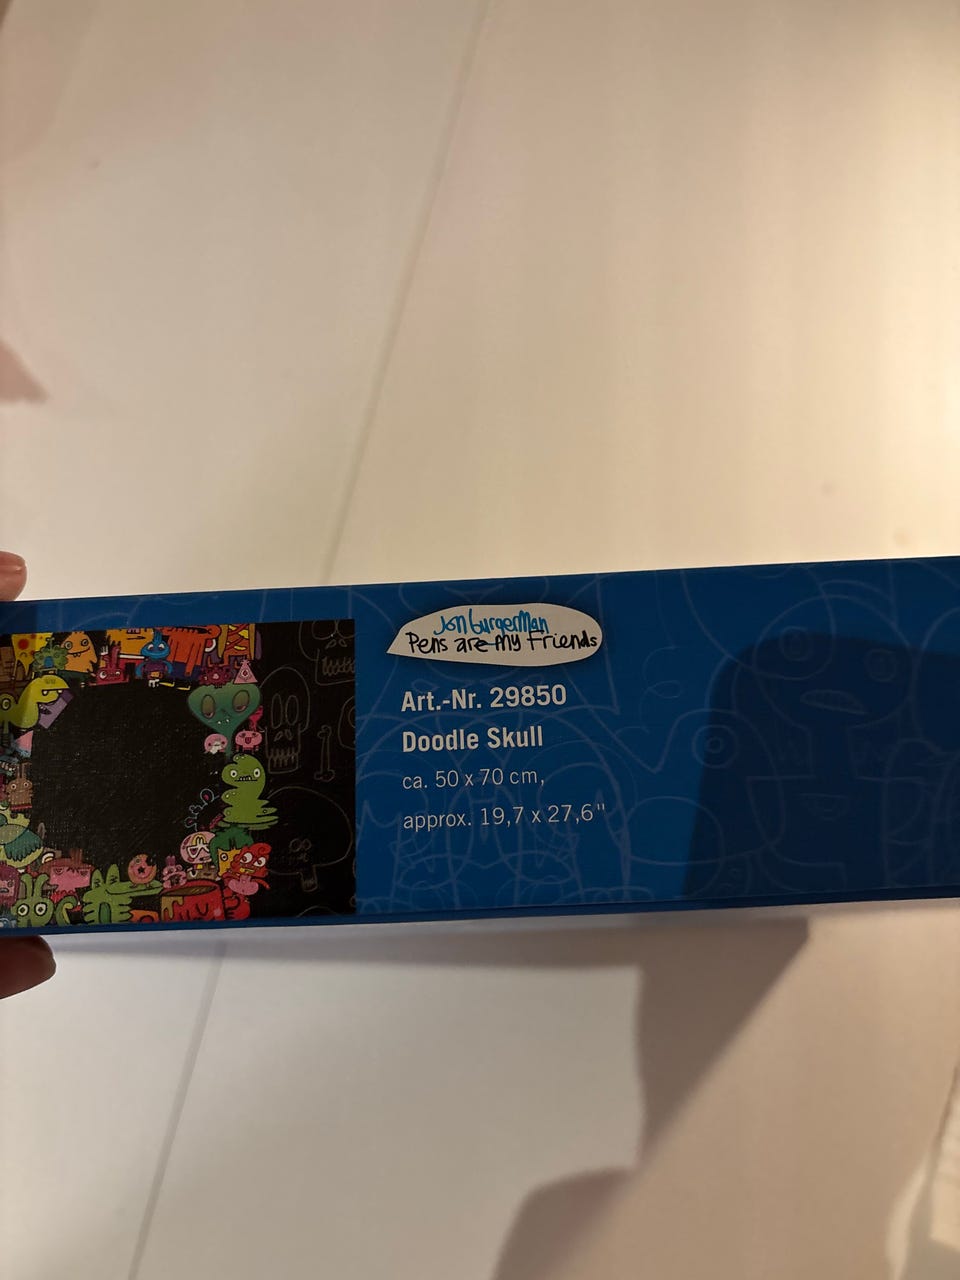 Jon Burgerman
Pens are my friends
Art.-Nr. 29850
Doodle Skull
ca. 50 x 70 cm,
approx. 19,7 x 27,6"